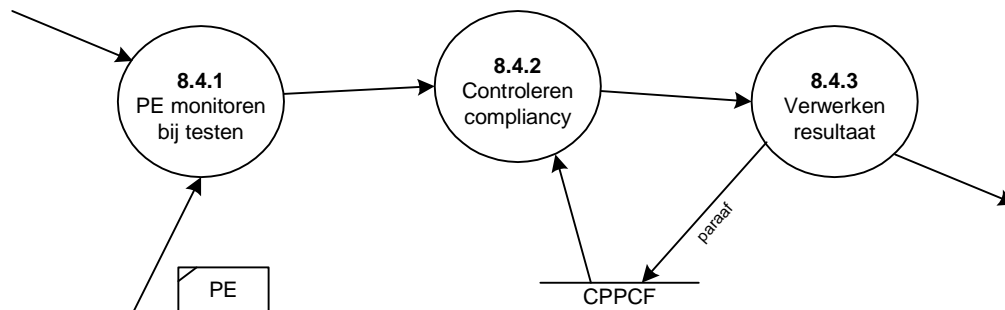 8.4.1
PE monitoren
bij testen
8.4.2
Controleren
compliancy
8.4.3
Verwerken
resultaat
paraaf
PE
CPPCF